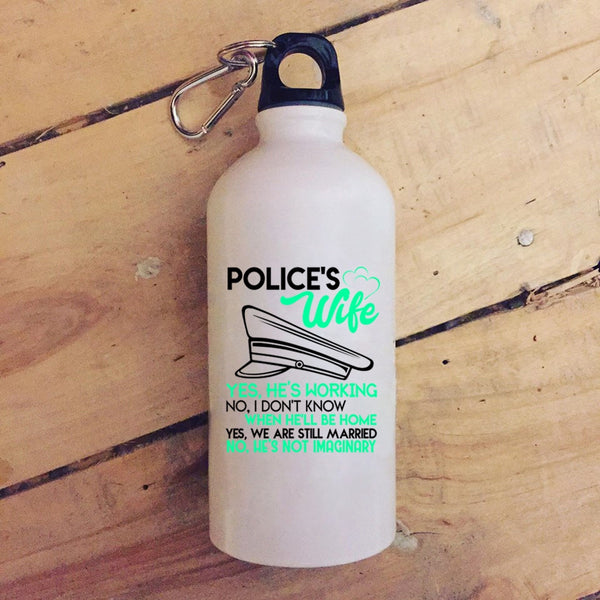 POLICE'S
Wife
YES, HE'S WORKING
NO, I DON'T KNOW
WHEN HE'LL BE HOME
YES, WE ARE STILL MARRIED
NO, HE'S NOT IMAGINARY